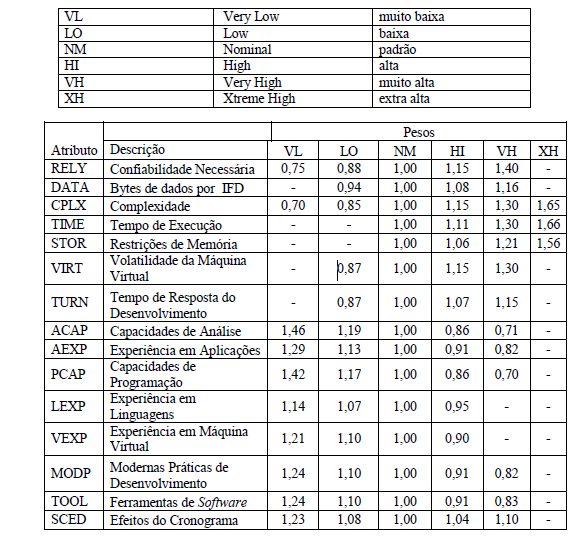 VL Very Low muito baixa
LO Low baixa
NM Nominal padrão
HI High alta
VH Very High muito alta
XH Xtreme High extra alta
Pesos
Atributo Descrição VL LO NM HI VH XH
RELY Confiabilidade Necessária 0,75 0,88 1,00 1,15 1,40 -
DATA Bytes de dados por IFD - 0,94 1,00 1,08 1,16 -
CPLX Complexidade 0,70 0,85 1,00 1,15 1,30 1,65
TIME Tempo de Execução - - 1,00 1,11 1,30 1,66
STOR Restrições de Memória - - 1,00 1,06 1,21 1,56
VIRT Volatilidade da Máquina
Virtual - 0,87 1,00 1,15 1,30 -
TURN Tempo de Resposta do
Desenvolvimento - 0,87 1,00 1,07 1,15 -
ACAP Capacidades de Análise 1,46 1,19 1,00 0,86 0,71 -
AEXP Experiência em Aplicações 1,29 1,13 1,00 0,91 0,82 -
PCAP Capacidades de
Programação 1,42 1,17 1,00 0,86 0,70 -
LEXP Experiência em
Linguagens 1,14 1,07 1,00 0,95 - -
VEXP Experiência em Máquina
Virtual 1,21 1,10 1,00 0,90 - -
MODP Modernas Práticas de
Desenvolvimento 1,24 1,10 1,00 0,91 0,82 -
TOOL Ferramentas de Software 1,24 1,10 1,00 0,91 0,83 -
SCED Efeitos do Cronograma 1,23 1,08 1,00 1,04 1,10 -